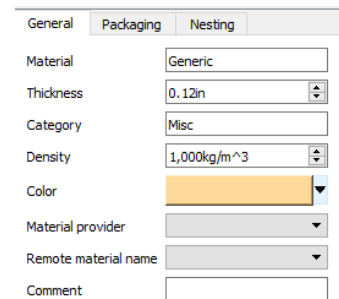 General Packaging Nesting
Material Generic
Thickness 0.12in
Category Misc
Density 1,000kg/m^3
Color
Material provider
Remote material name
Comment